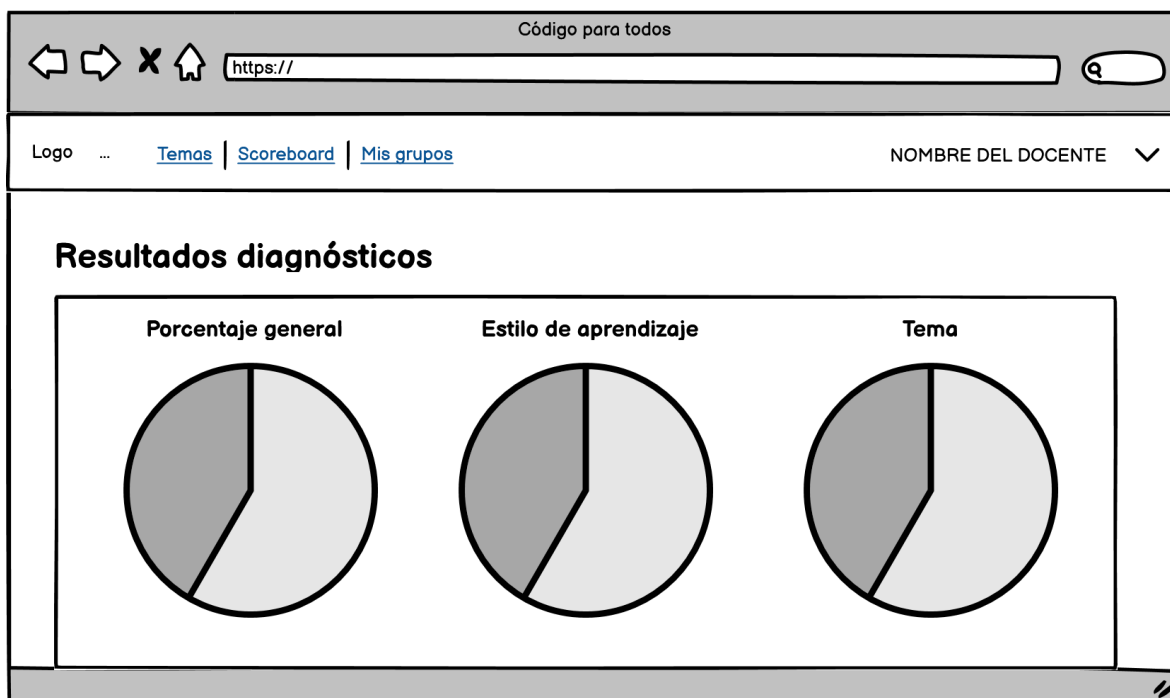 Código para todos
https://
Logo ... Temas Scoreboard Mis grupos NOMBRE DEL DOCENTE
Resultados diagnósticos
Porcentaje general Estilo de aprendizaje Tema